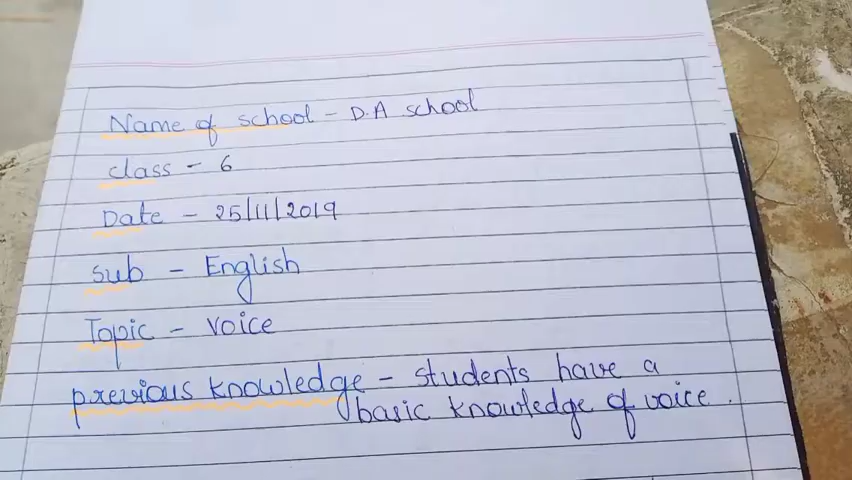 Name of school - D.A school
class - 6
Date - 25/11/2019
Sub - English
Topic - Voice
previous knowledge - students have a
basic knowledge of voice.